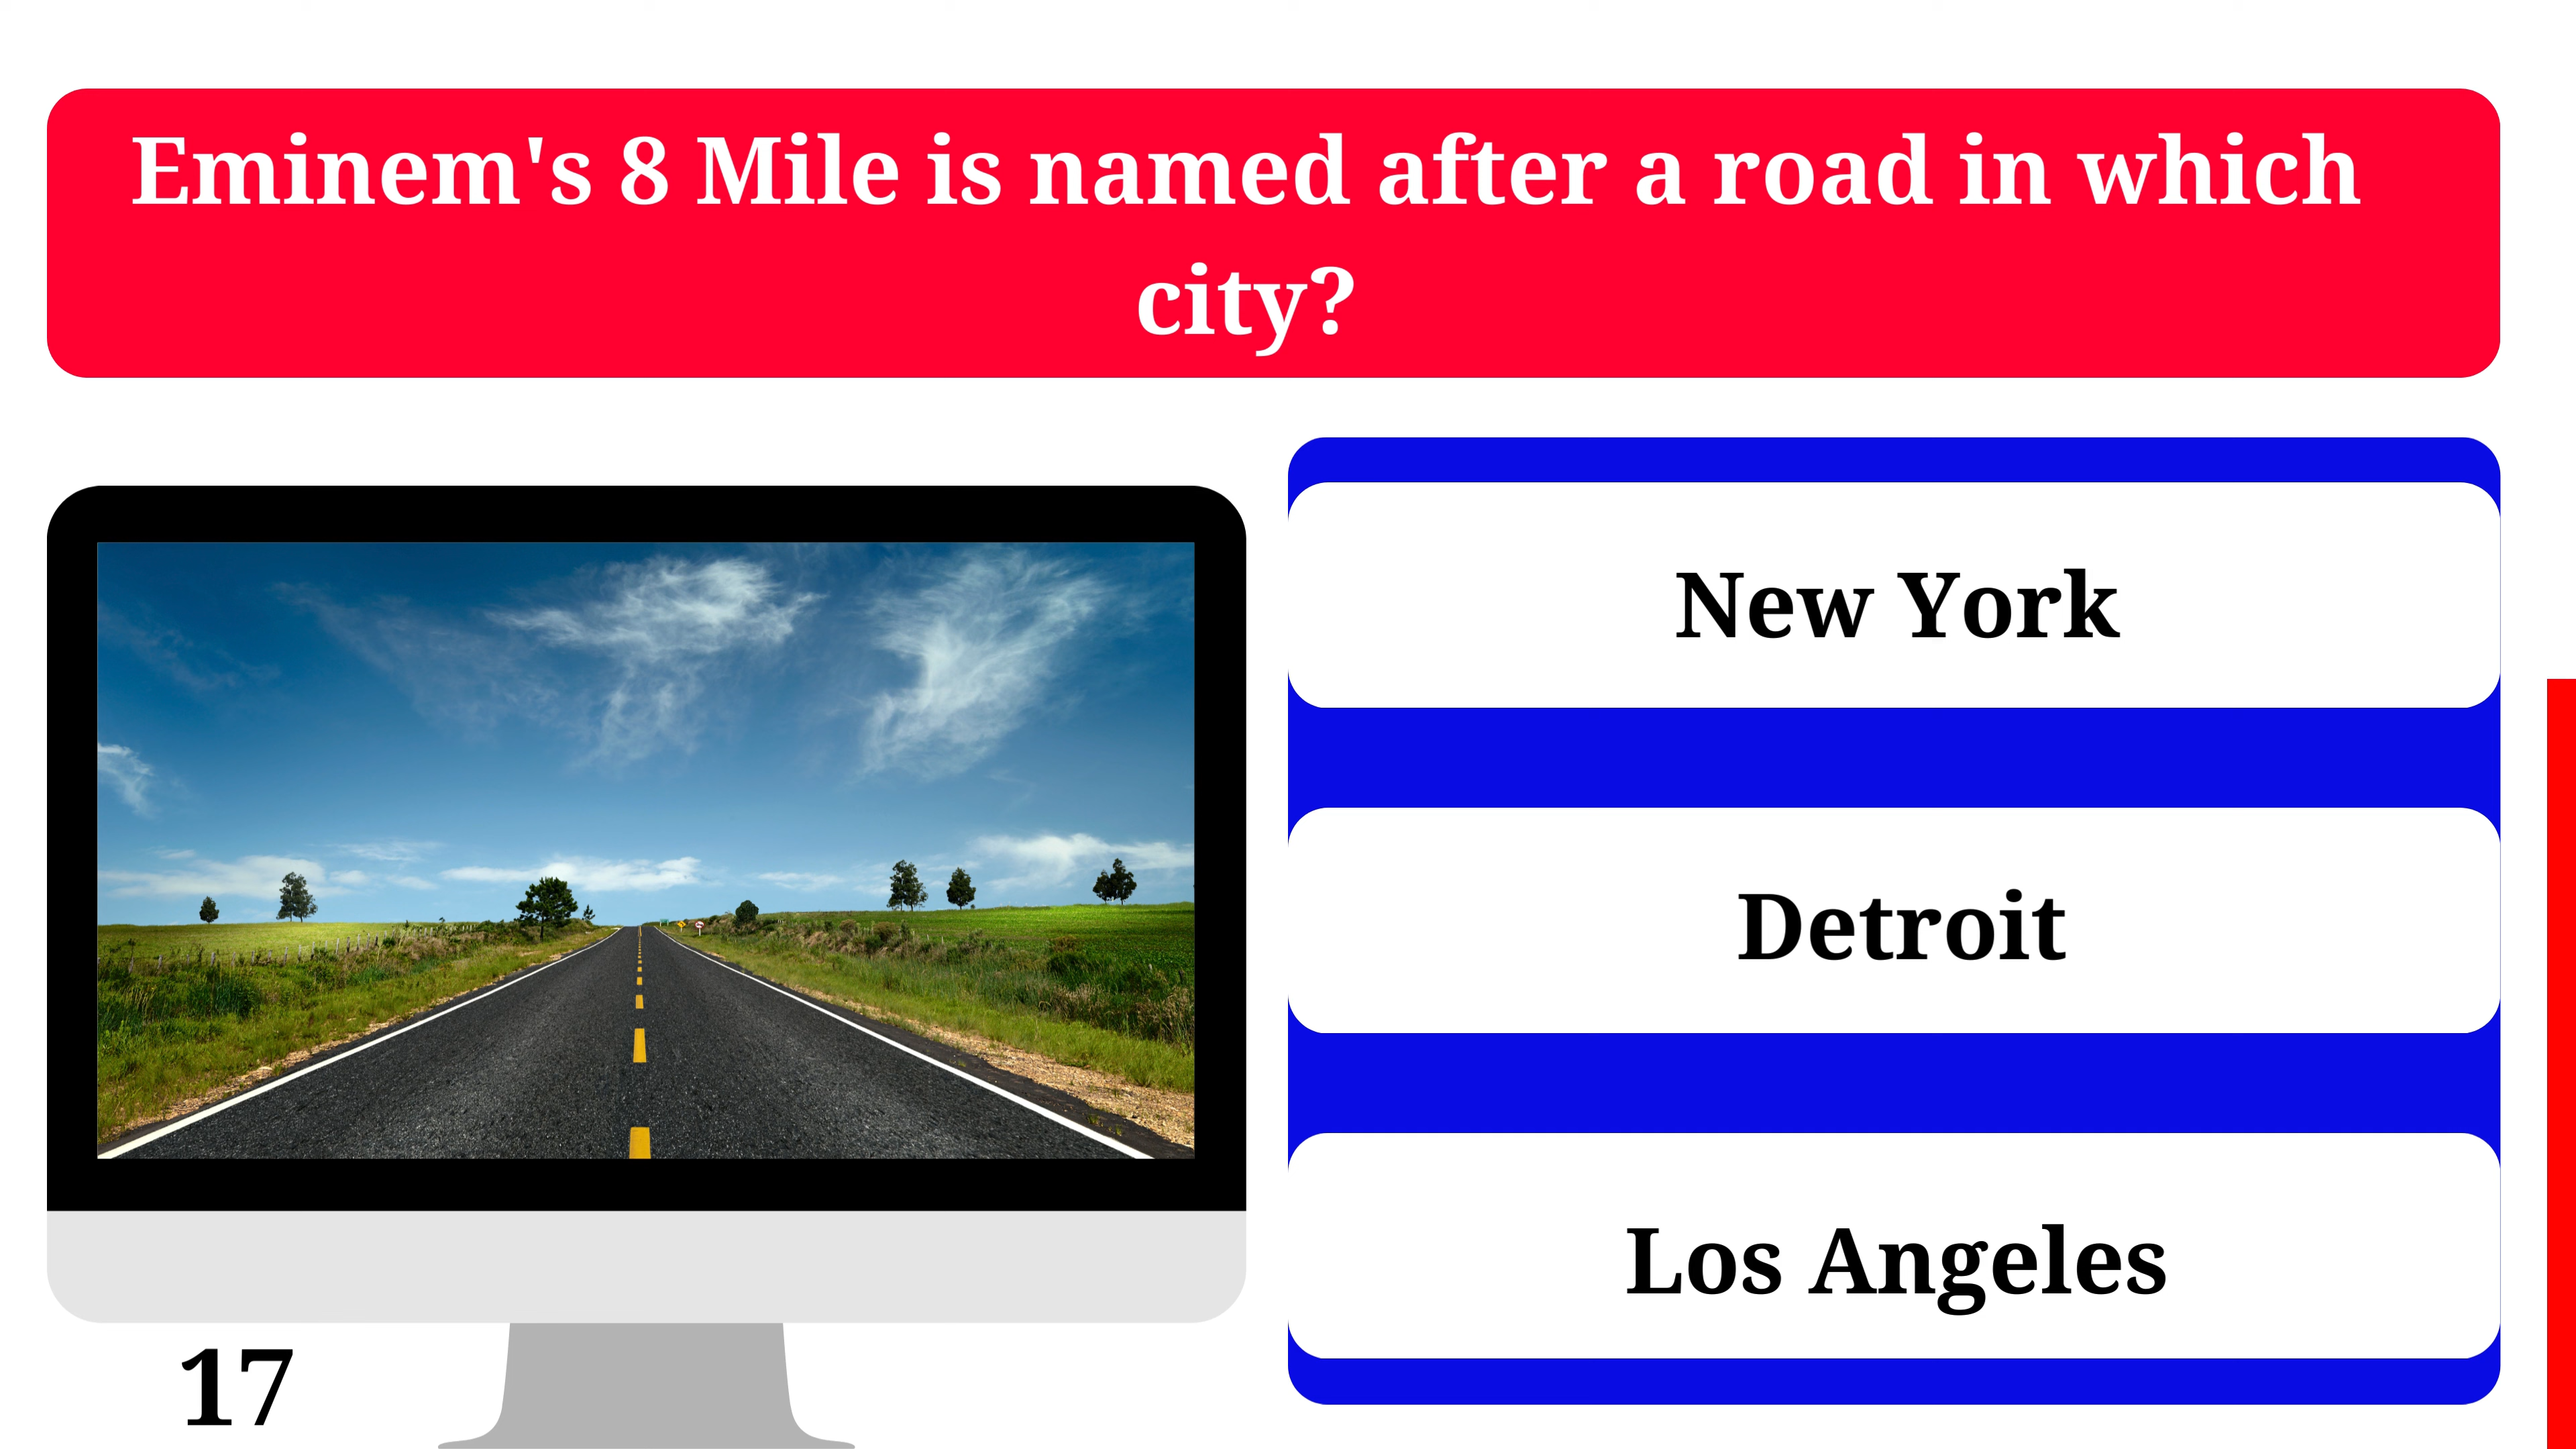 Eminem's 8 Mile is named after a road in which
city?
New York
Detroit
Los Angeles
17